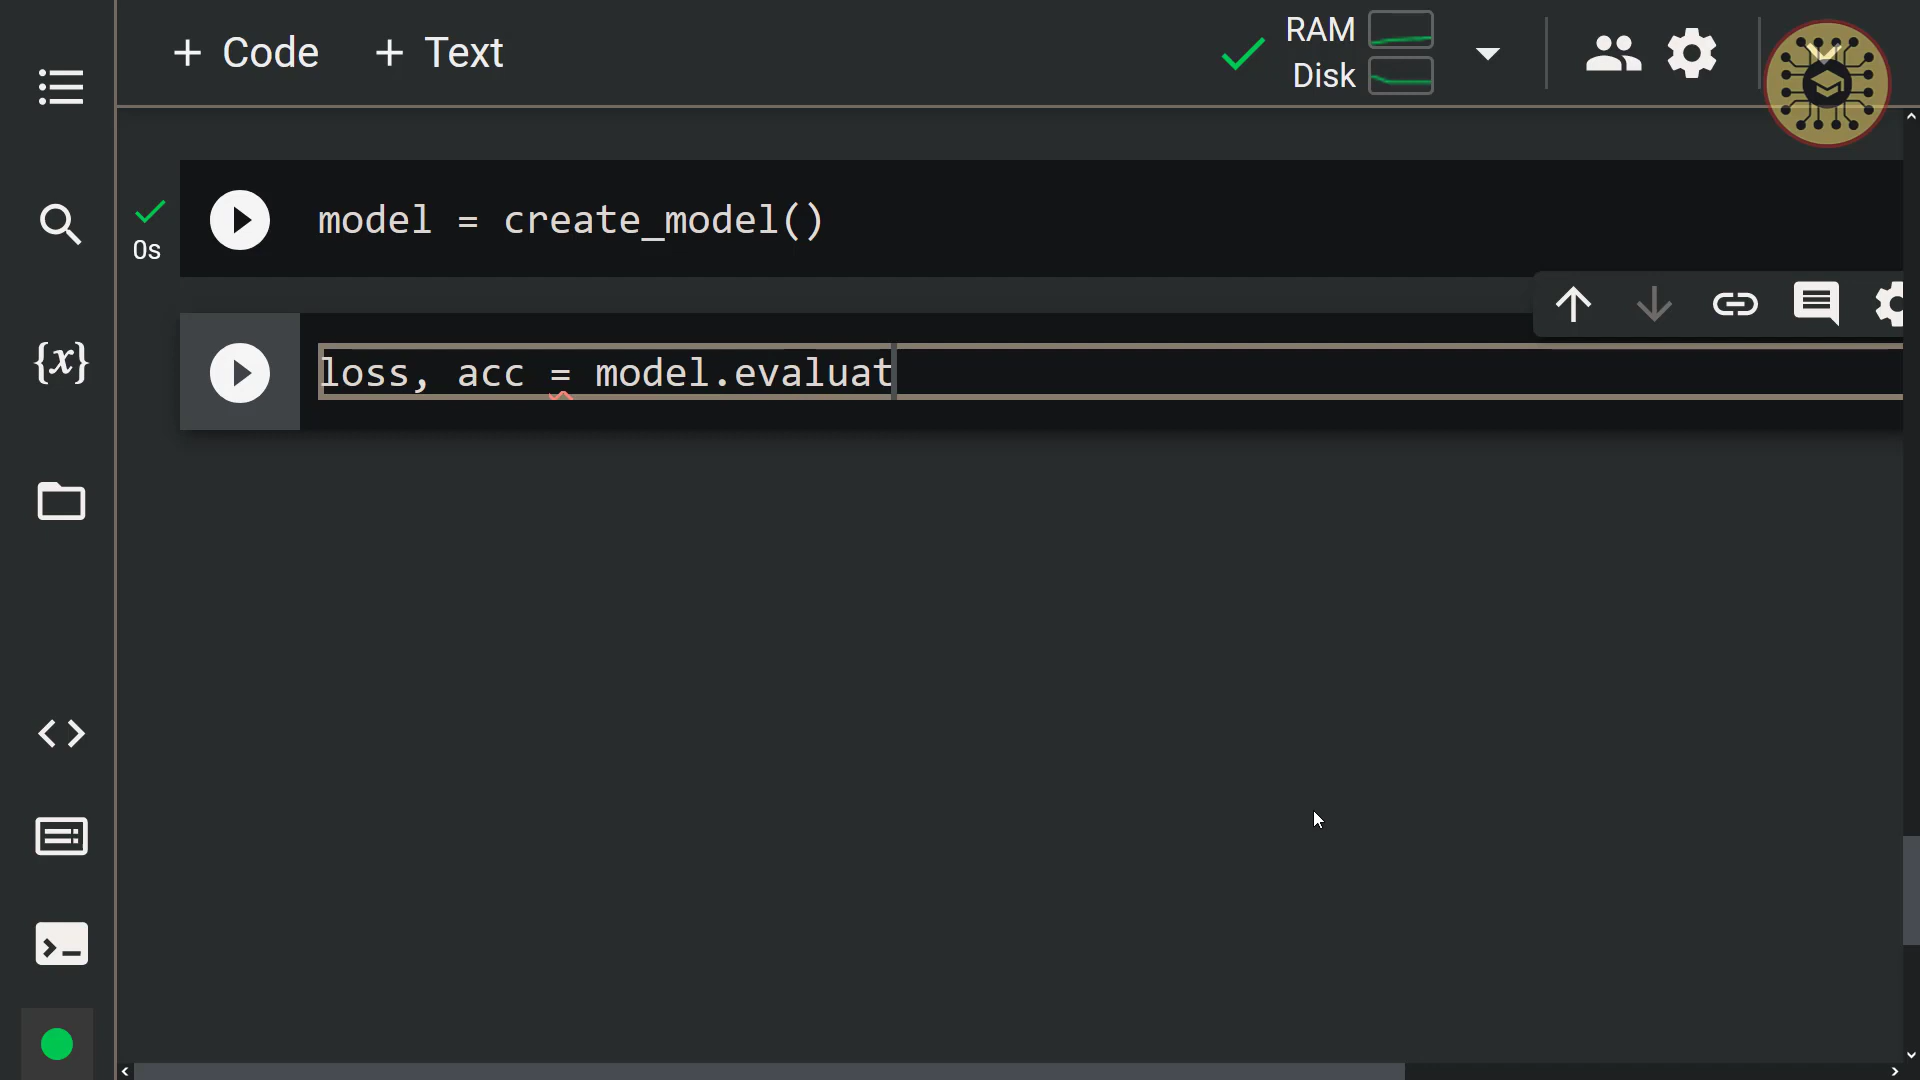 + Code + Text
RAM
Disk
model = create_model()
0s
{x}
loss, acc = model.evaluat